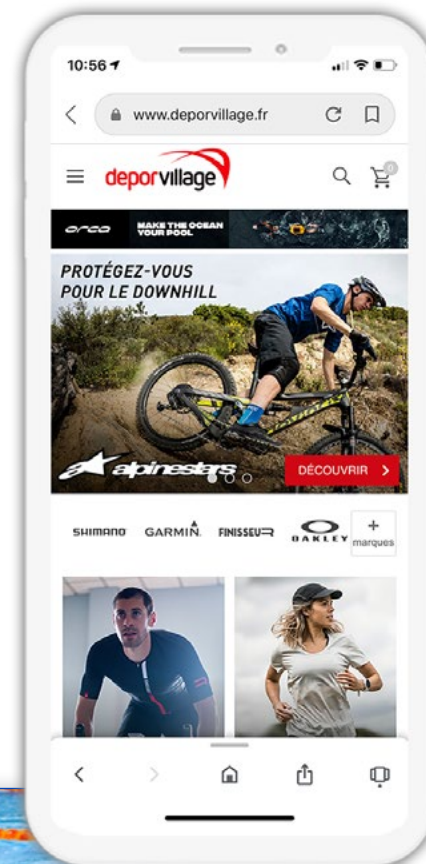 10:56
www.deporvillage.fr
deporvillage
0
orca MAKE THE OCEAN
YOUR POOL
PROTÉGEZ-VOUS
POUR LE DOWNHILL
alpinestars
DÉCOUVRIR
SHIMANO GARMIN. FINISSEUR OAKLEY + marques